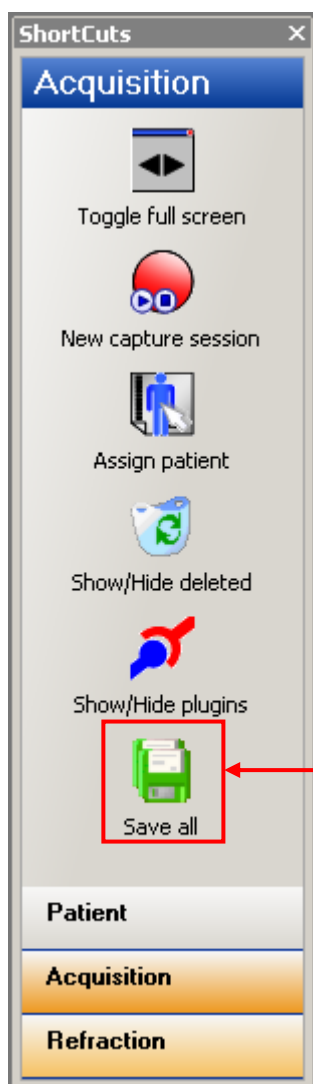 ShortCuts
Acquisition
Toggle full screen
New capture session
Assign patient
Show/Hide deleted
Show/Hide plugins
Save all
Patient
Acquisition
Refraction